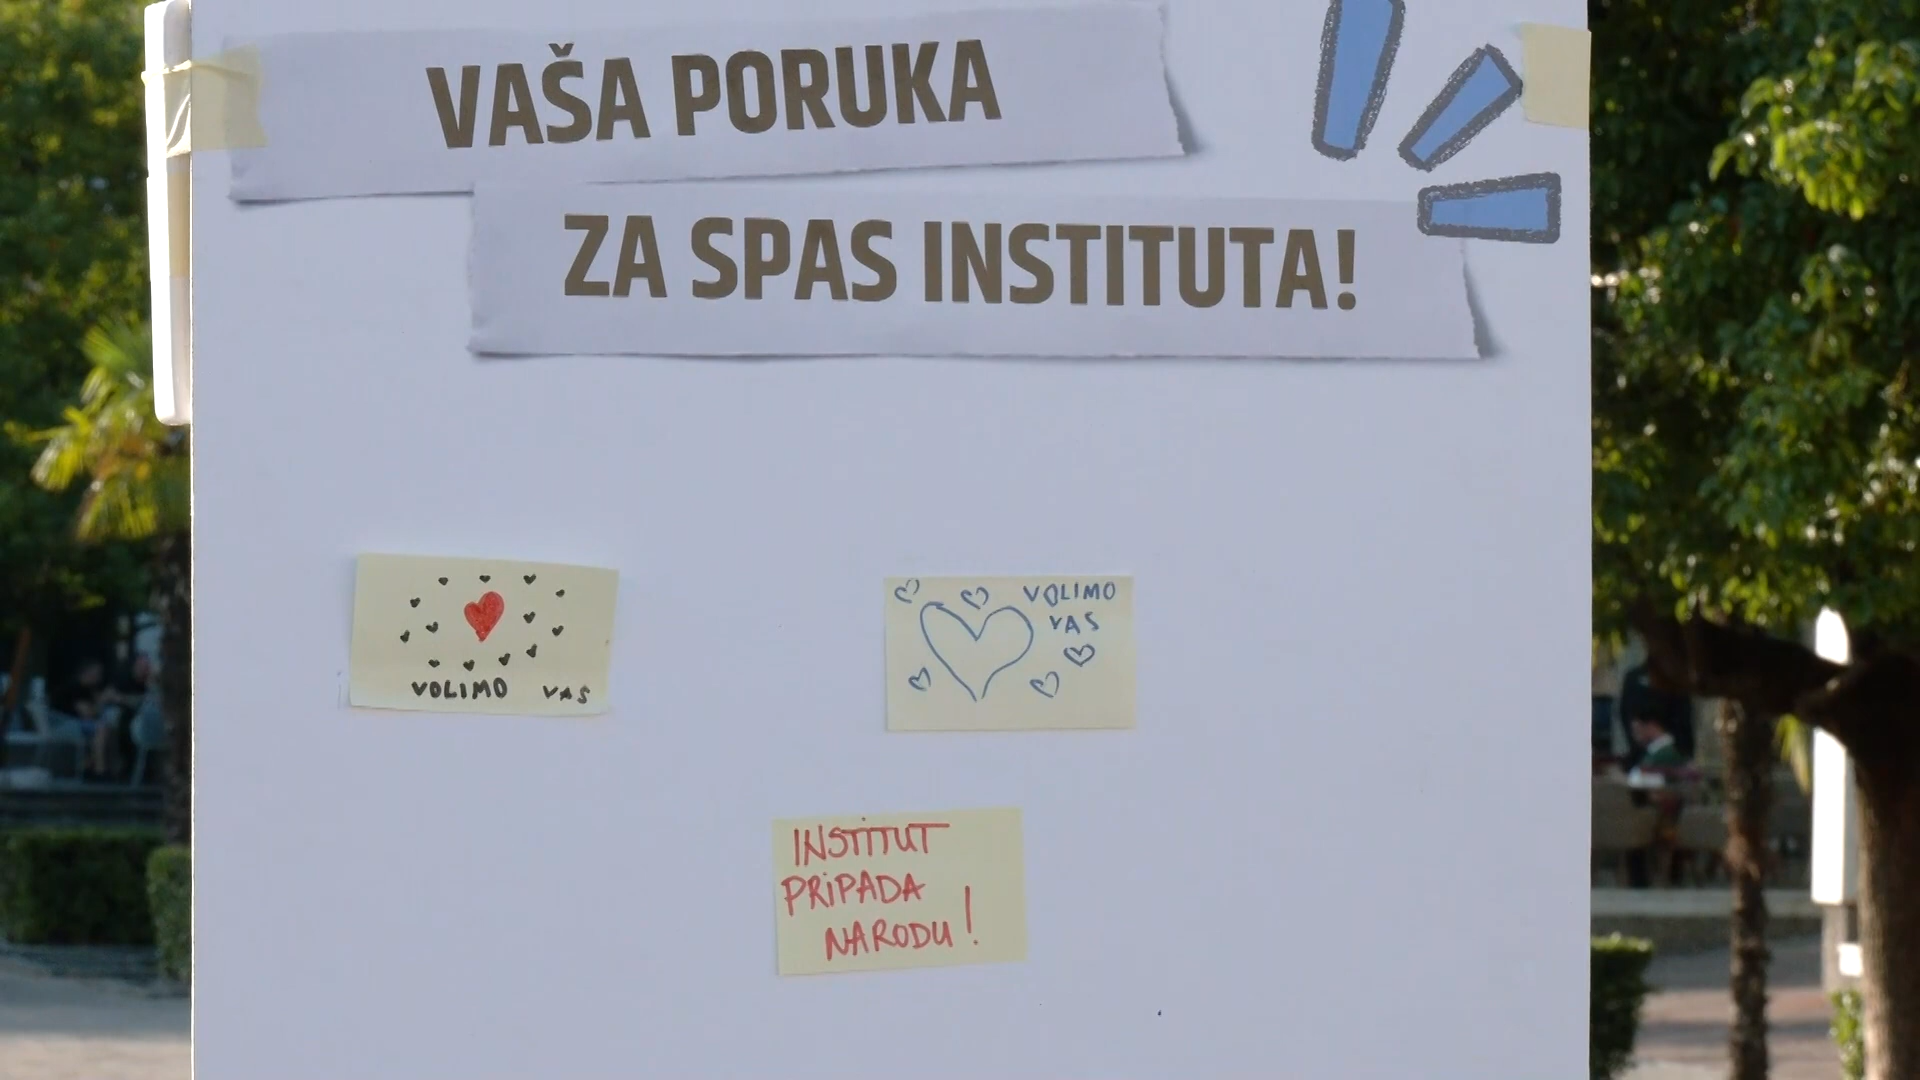 VAŠA PORUKA
ZA SPAS INSTITUTA!
VOLIMO VAS
VOLIMO
VAS
INSTITUT
PRIPADA
NARODU!